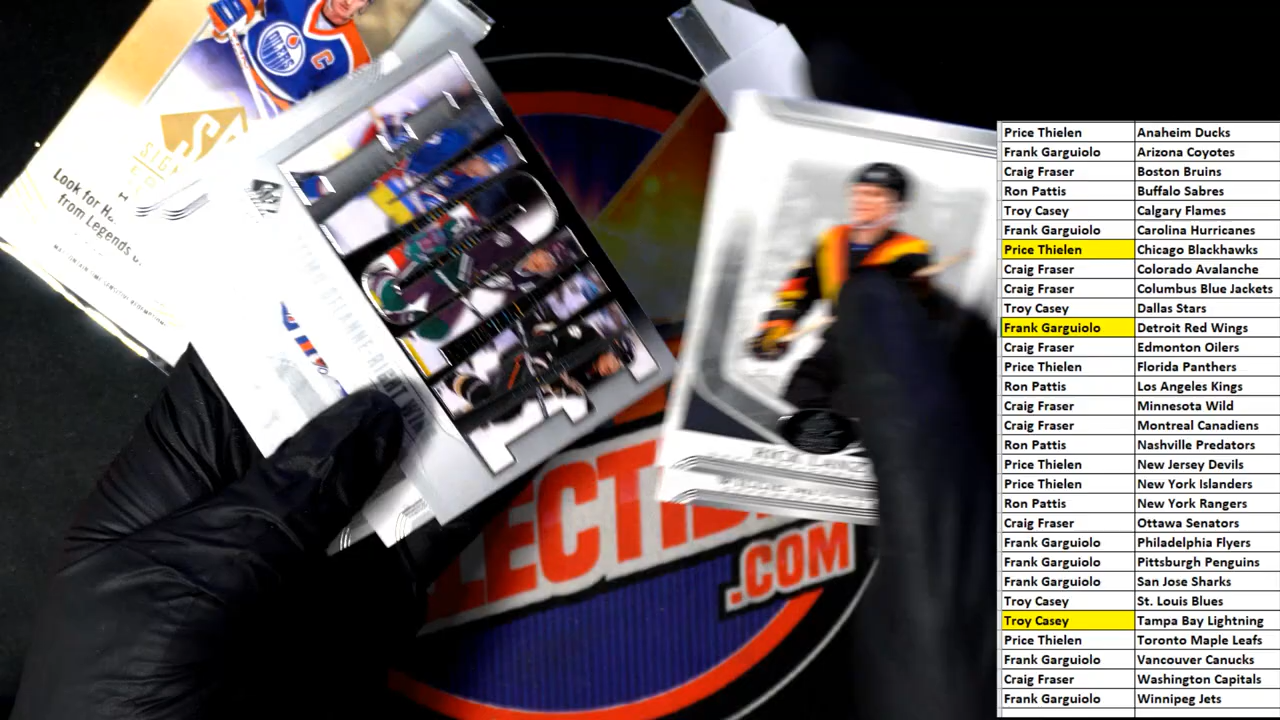 OILERS
C
SIG
Look for H
from Legends
LECTIB
.COM
Price Thielen Anaheim Ducks
Frank Garguiolo Arizona Coyotes
Craig Fraser Boston Bruins
Ron Pattis Buffalo Sabres
Troy Casey Calgary Flames
Frank Garguiolo Carolina Hurricanes
Price Thielen Chicago Blackhawks
Craig Fraser Colorado Avalanche
Craig Fraser Columbus Blue Jackets
Troy Casey Dallas Stars
Frank Garguiolo Detroit Red Wings
Craig Fraser Edmonton Oilers
Price Thielen Florida Panthers
Ron Pattis Los Angeles Kings
Craig Fraser Minnesota Wild
Craig Fraser Montreal Canadiens
Ron Pattis Nashville Predators
Price Thielen New Jersey Devils
Price Thielen New York Islanders
Ron Pattis New York Rangers
Craig Fraser Ottawa Senators
Frank Garguiolo Philadelphia Flyers
Frank Garguiolo Pittsburgh Penguins
Frank Garguiolo San Jose Sharks
Troy Casey St. Louis Blues
Troy Casey Tampa Bay Lightning
Price Thielen Toronto Maple Leafs
Frank Garguiolo Vancouver Canucks
Craig Fraser Washington Capitals
Frank Garguiolo Winnipeg Jets